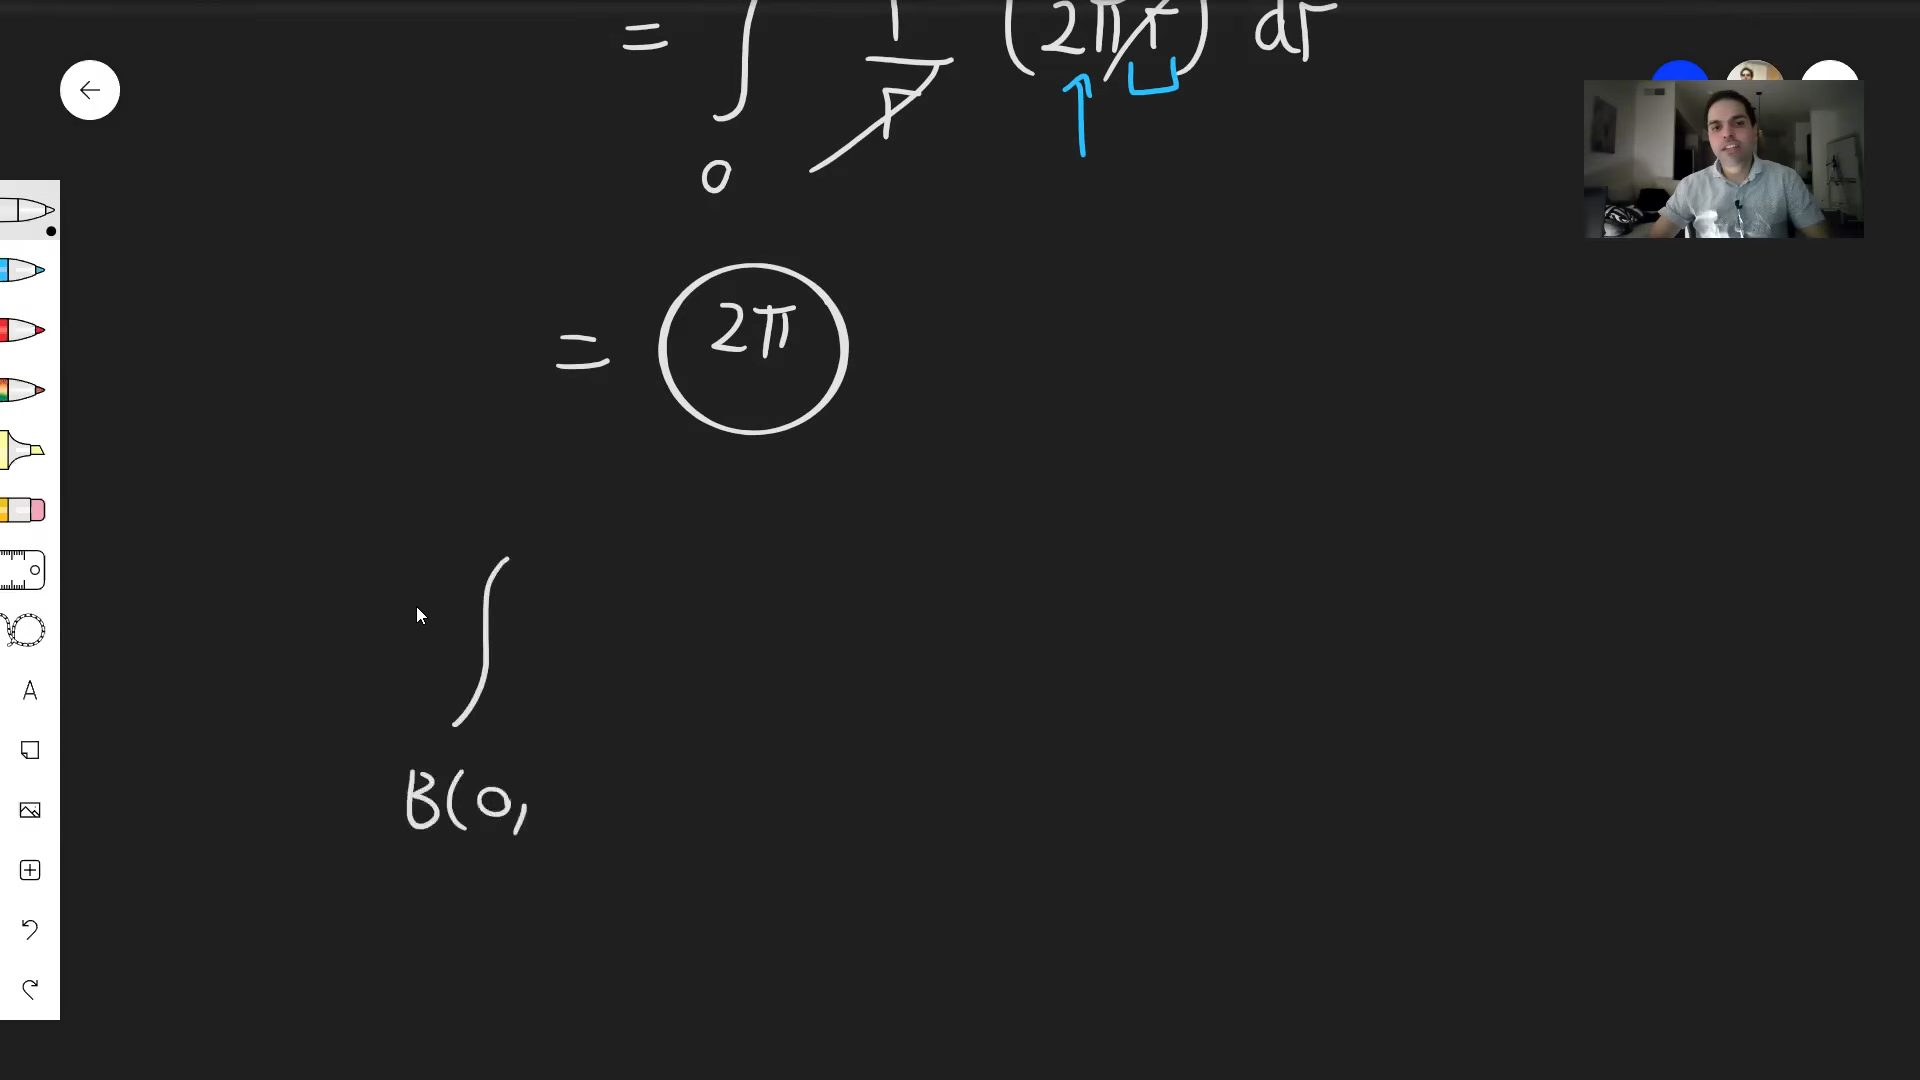 = ∫ 1/r (2πr) dr
0
= 2π
∫
B(0,